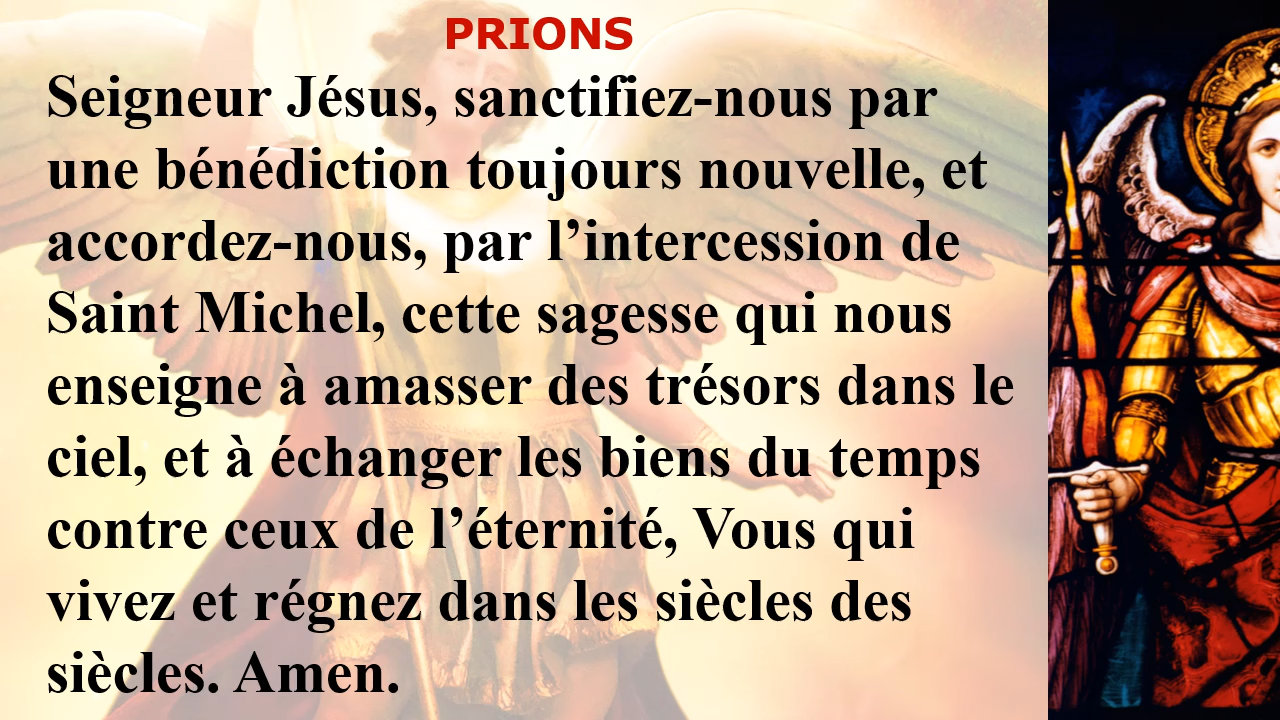 PRIONS
Seigneur Jésus, sanctifiez-nous par
une bénédiction toujours nouvelle, et
accordez-nous, par l’intercession de
Saint Michel, cette sagesse qui nous
enseigne à amasser des trésors dans le
ciel, et à échanger les biens du temps
contre ceux de l’éternité, Vous qui
vivez et régnez dans les siècles des
siècles. Amen.